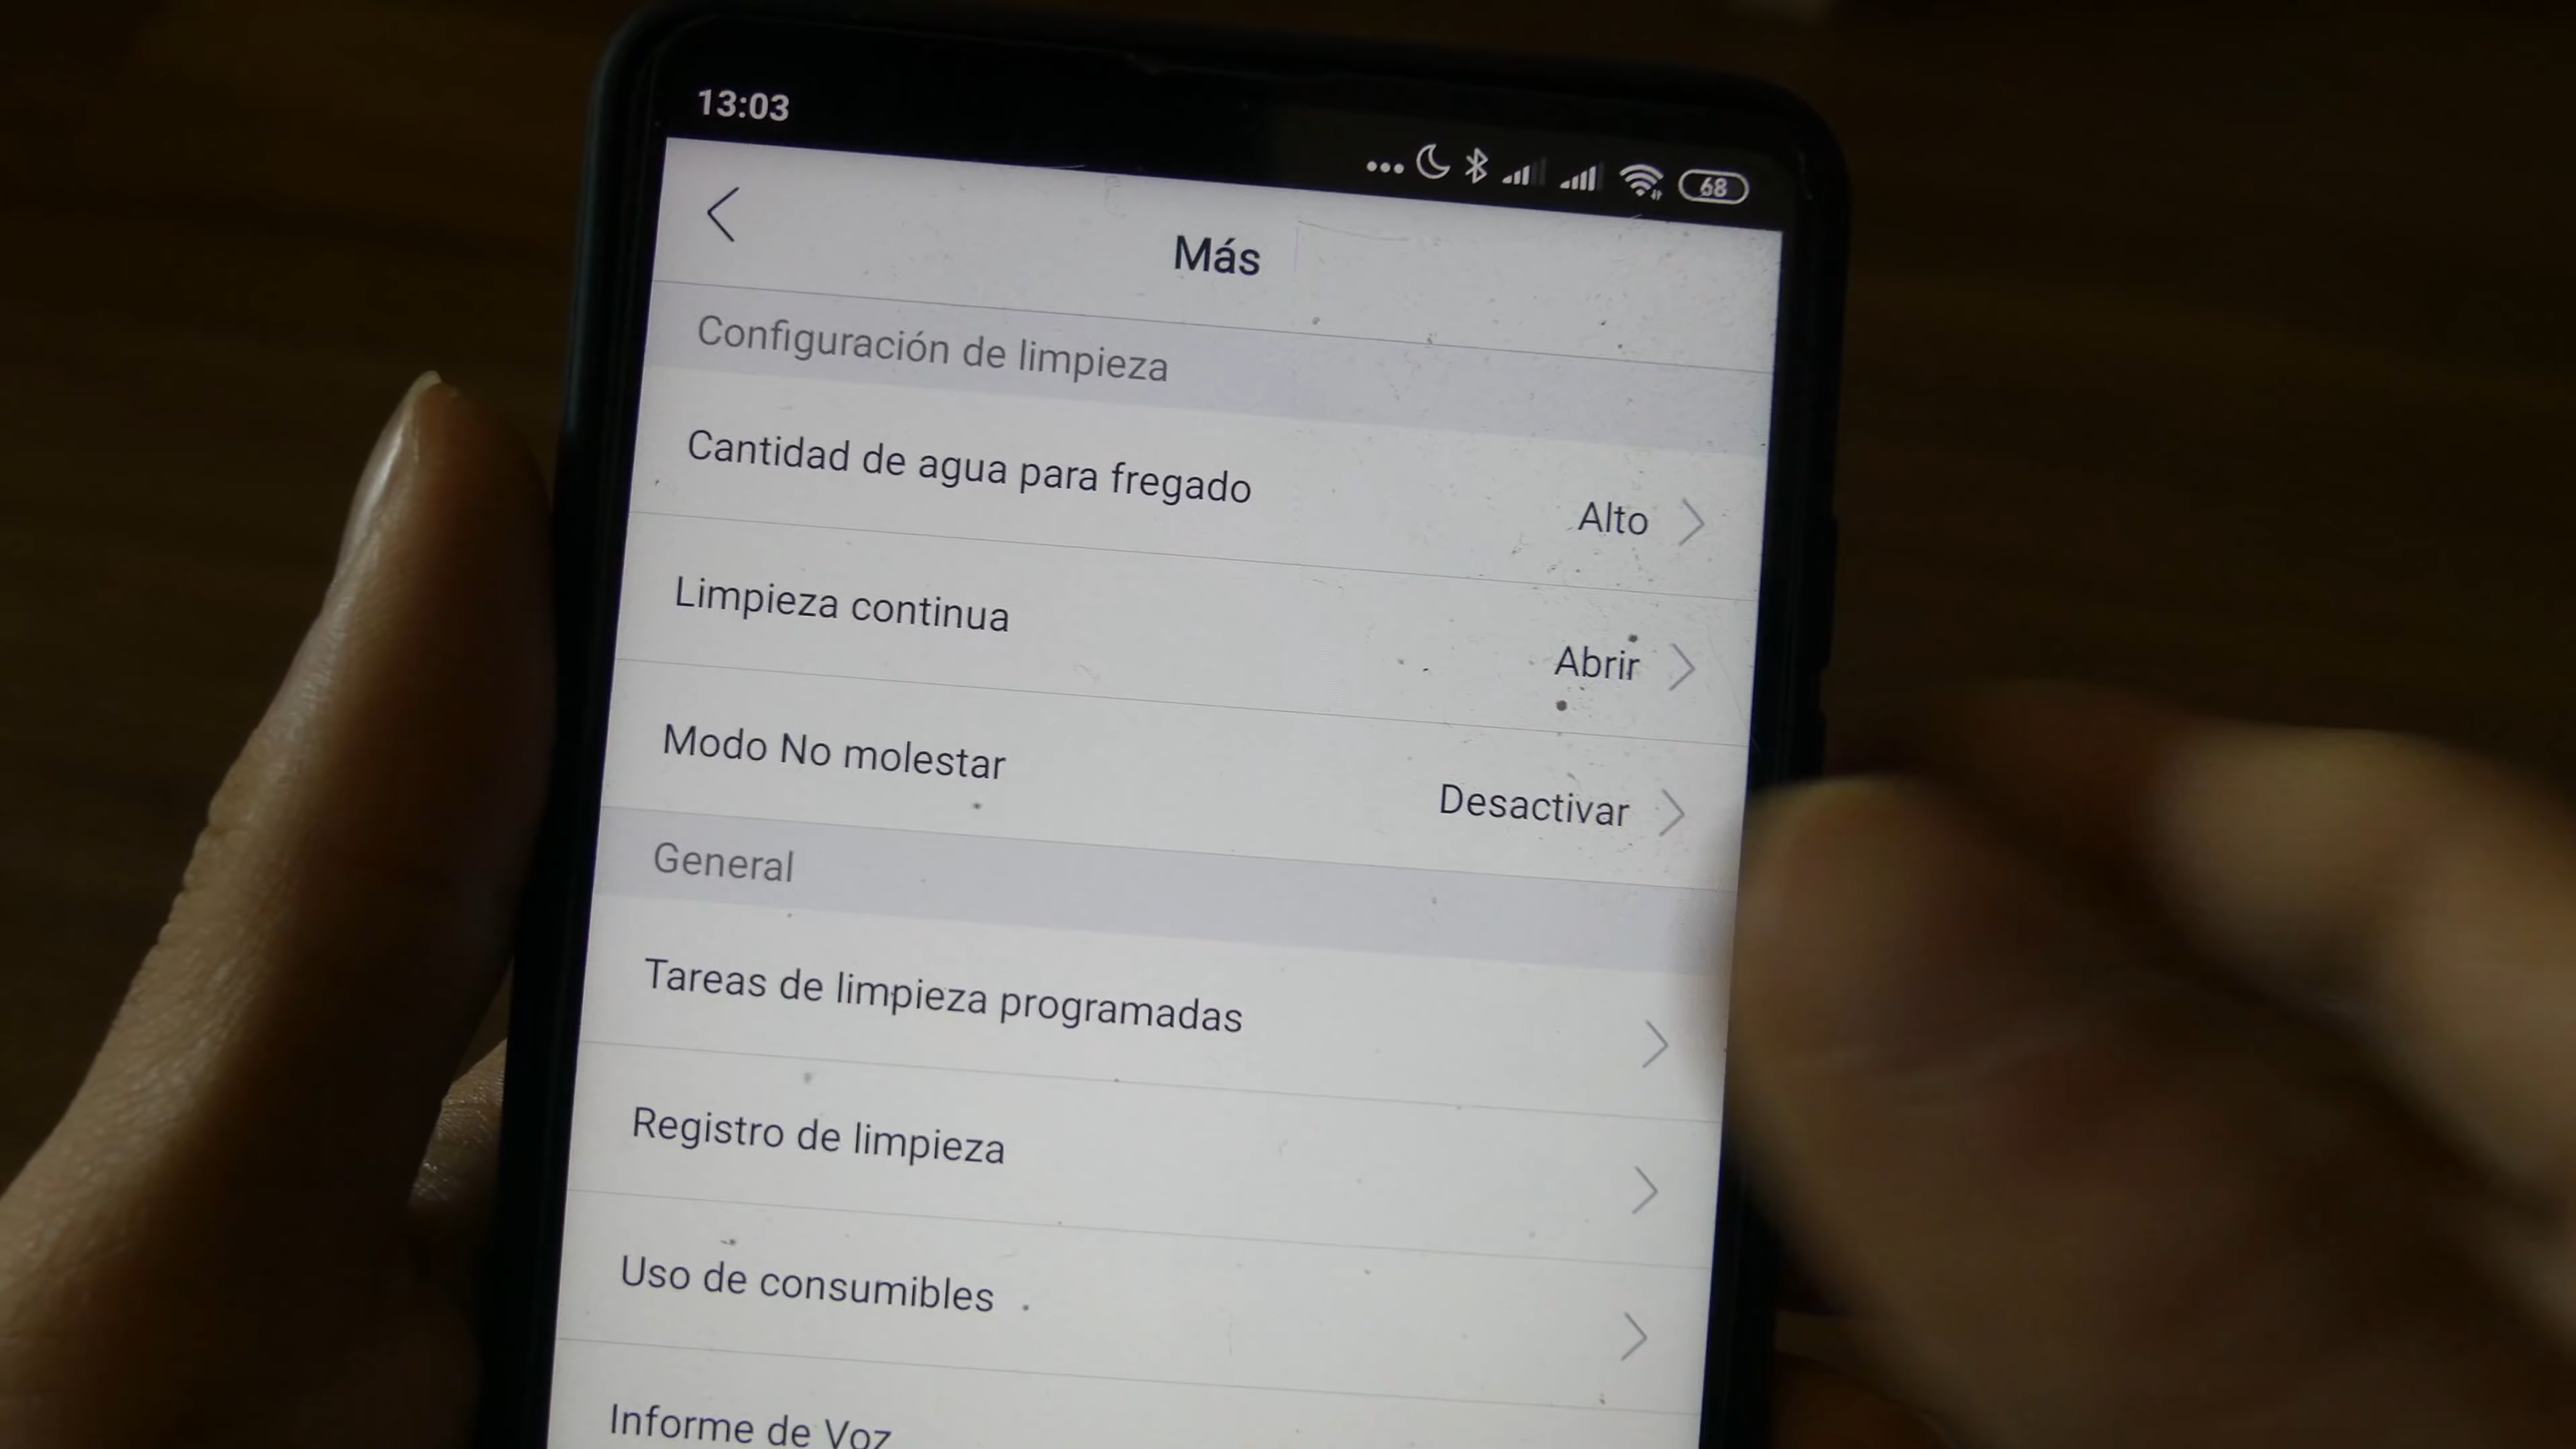 13:03
68
Más
Configuración de limpieza
Cantidad de agua para fregado
Alto
Limpieza continua
Abrir
Modo No molestar
Desactivar
General
Tareas de limpieza programadas
Registro de limpieza
Uso de consumibles
Informe de Voz